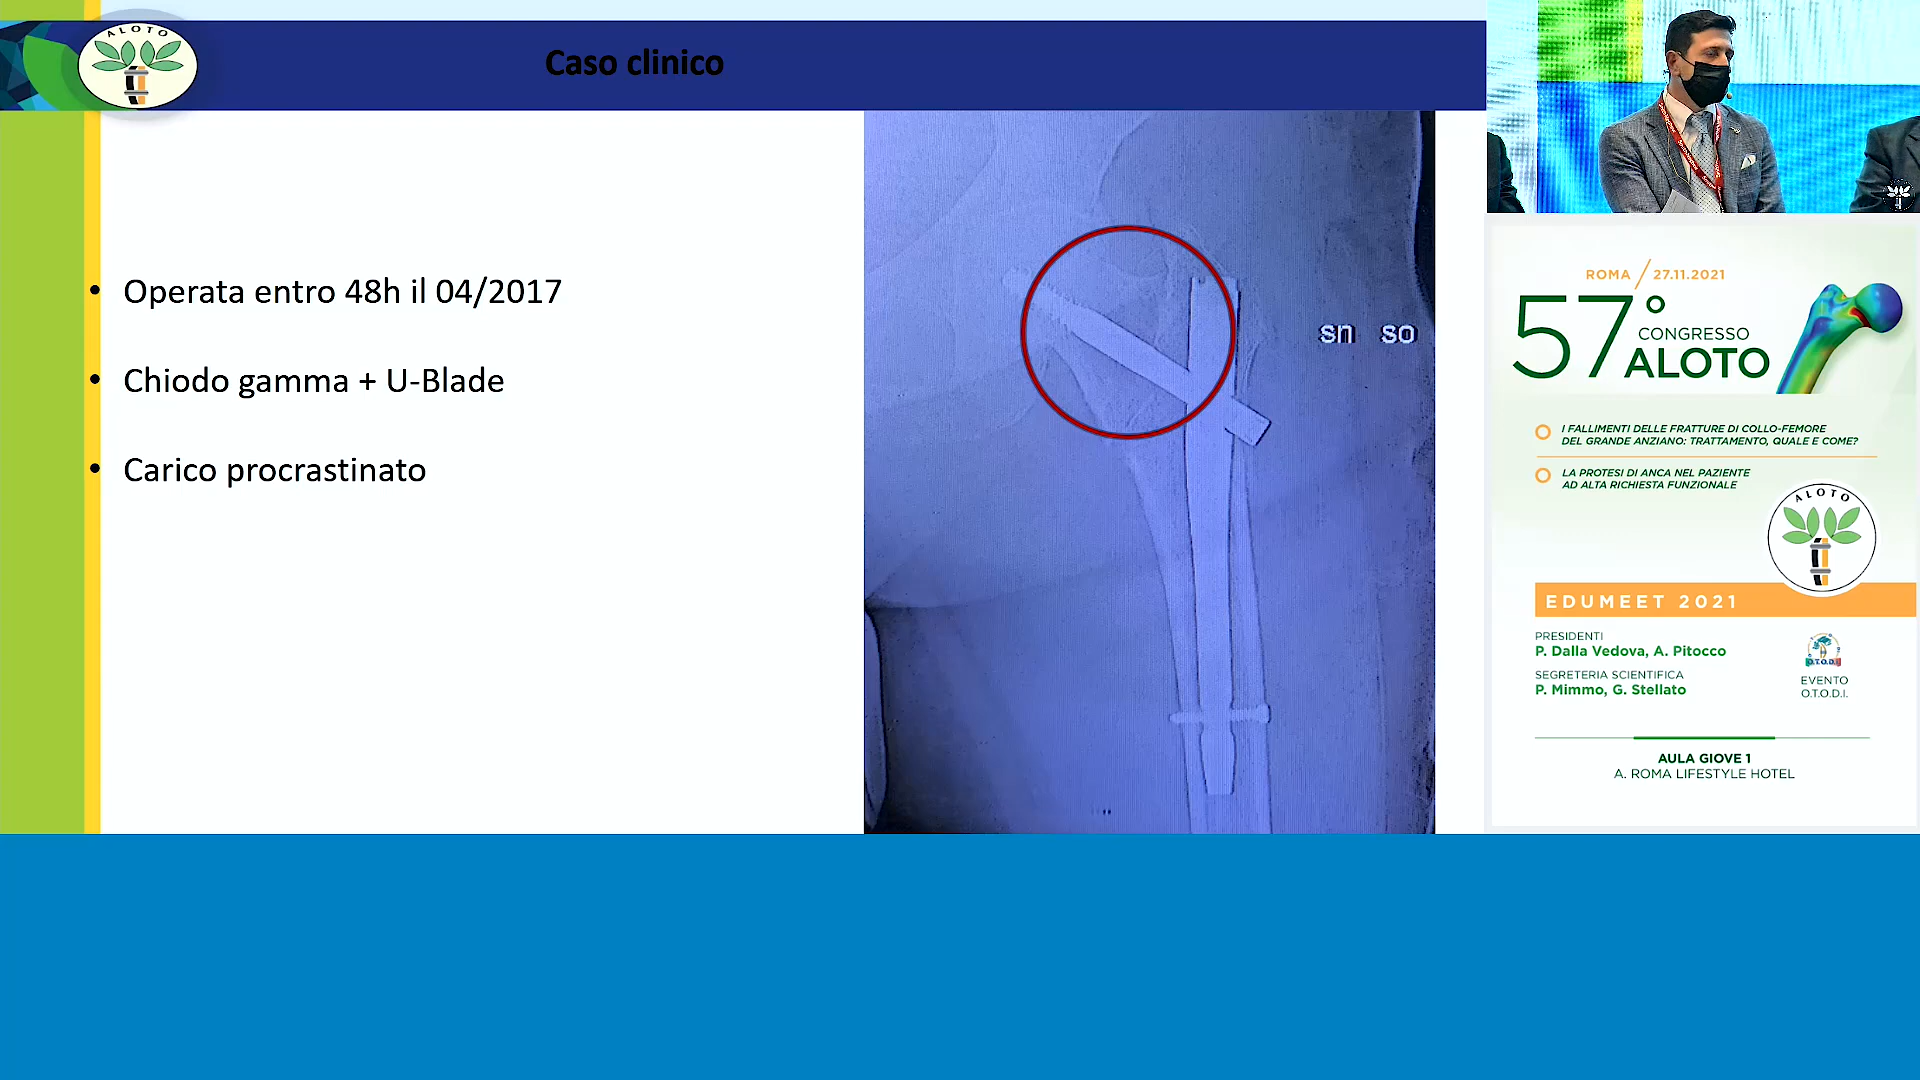 ALOTO
Caso clinico
• Operata entro 48h il 04/2017
• Chiodo gamma + U-Blade
• Carico procrastinato
sn so
ROMA / 27.11.2021
57°
CONGRESSO
ALOTO
I FALLIMENTI DELLE FRATTURE DI COLLO-FEMORE
DEL GRANDE ANZIANO: TRATTAMENTO, QUALE E COME?
LA PROTESI DI ANCA NEL PAZIENTE
AD ALTA RICHIESTA FUNZIONALE
ALOTO
EDUMEET 2021
PRESIDENTI
P. Dalla Vedova, A. Pitocco
SEGRETERIA SCIENTIFICA
P. Mimmo, G. Stellato
O.T.O.D.I.
EVENTO
O.T.O.D.I.
AULA GIOVE 1
A. ROMA LIFESTYLE HOTEL